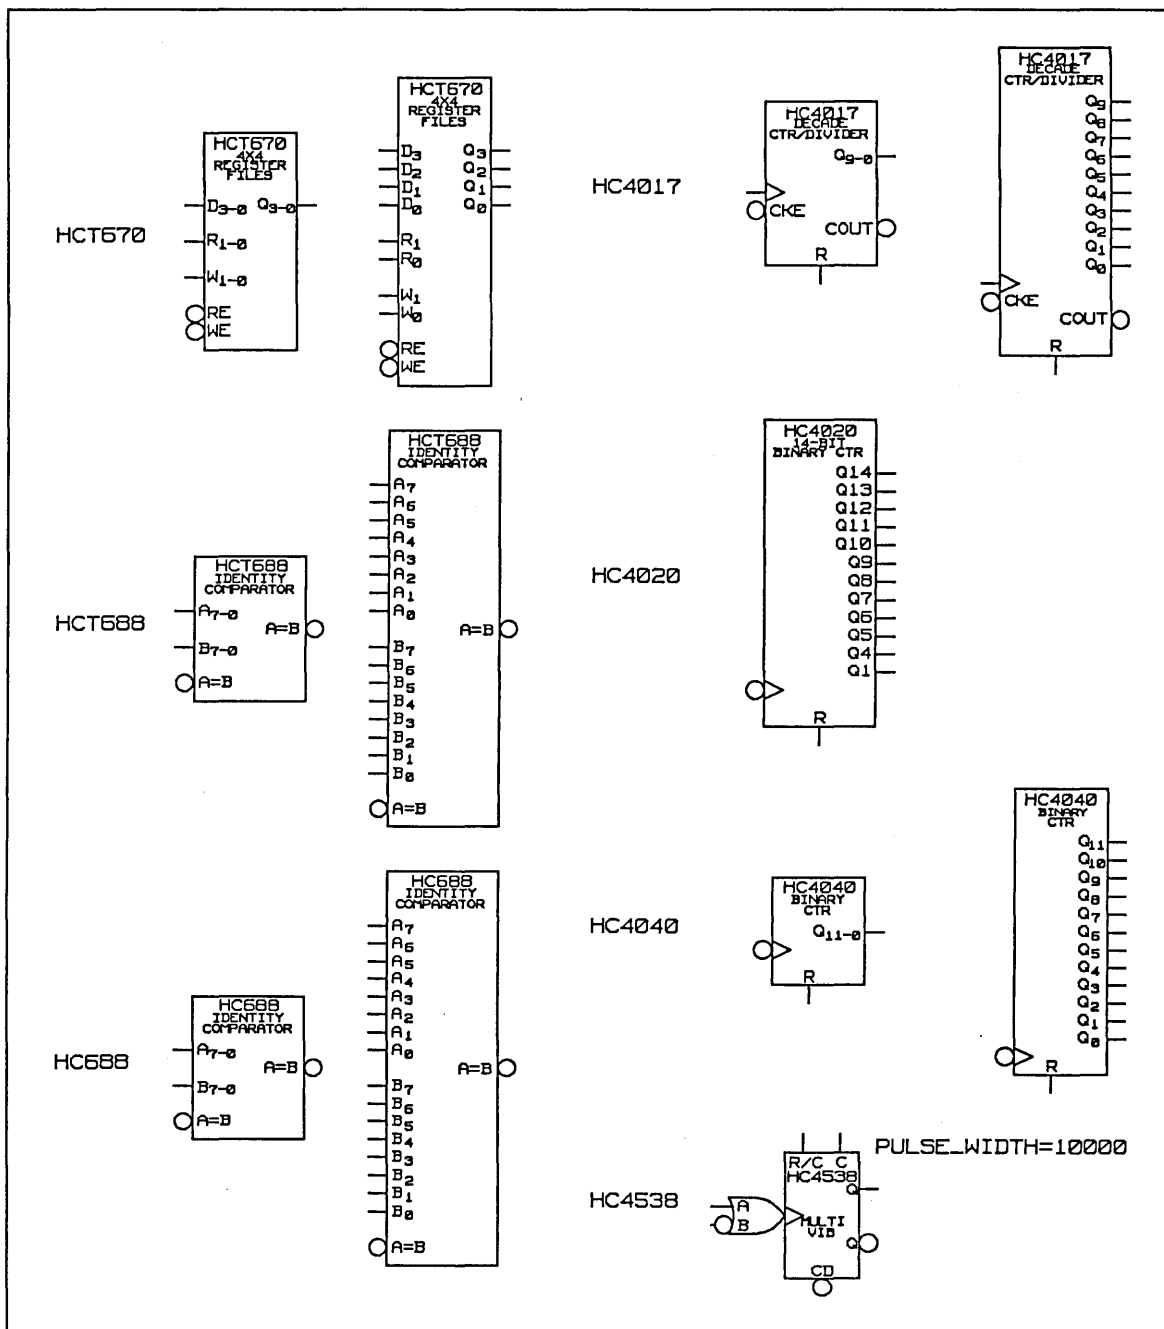 HCT670
HCT670
4X4
REGISTER
FILES
D3-0 Q3-0
R1-0
W1-0
RE
WE
HCT670
4X4
REGISTER
FILES
D3 Q3
D2 Q2
D1 Q1
D0 Q0
R1
R0
W1
W0
RE
WE
HCT688
HCT688
IDENTITY
COMPARATOR
A7-0
A=B
B7-0
A=B
HCT688
IDENTITY
COMPARATOR
A7
A6
A5
A4
A3
A2
A1
A0
A=B
B7
B6
B5
B4
B3
B2
B1
B0
A=B
HC688
HC688
IDENTITY
COMPARATOR
A7-0
A=B
B7-0
A=B
HC688
IDENTITY
COMPARATOR
A7
A6
A5
A4
A3
A2
A1
A0
A=B
B7
B6
B5
B4
B3
B2
B1
B0
A=B
HC4017
HC4017
DECADE
CTR/DIVIDER
Q9-0
CKE
COUT
R
HC4017
DECADE
CTR/DIVIDER
Q9
Q8
Q7
Q6
Q5
Q4
Q3
Q2
Q1
Q0
CKE
COUT
R
HC4020
HC4020
14-BIT
BINARY CTR
Q14
Q13
Q12
Q11
Q10
Q9
Q8
Q7
Q6
Q5
Q4
Q1
R
HC4040
HC4040
BINARY
CTR
Q11-0
R
HC4040
BINARY
CTR
Q11
Q10
Q9
Q8
Q7
Q6
Q5
Q4
Q3
Q2
Q1
Q0
R
HC4538
PULSE_WIDTH=10000
R/C C
HC4538
Q
A
B
MULTI
VIB
Q
CD